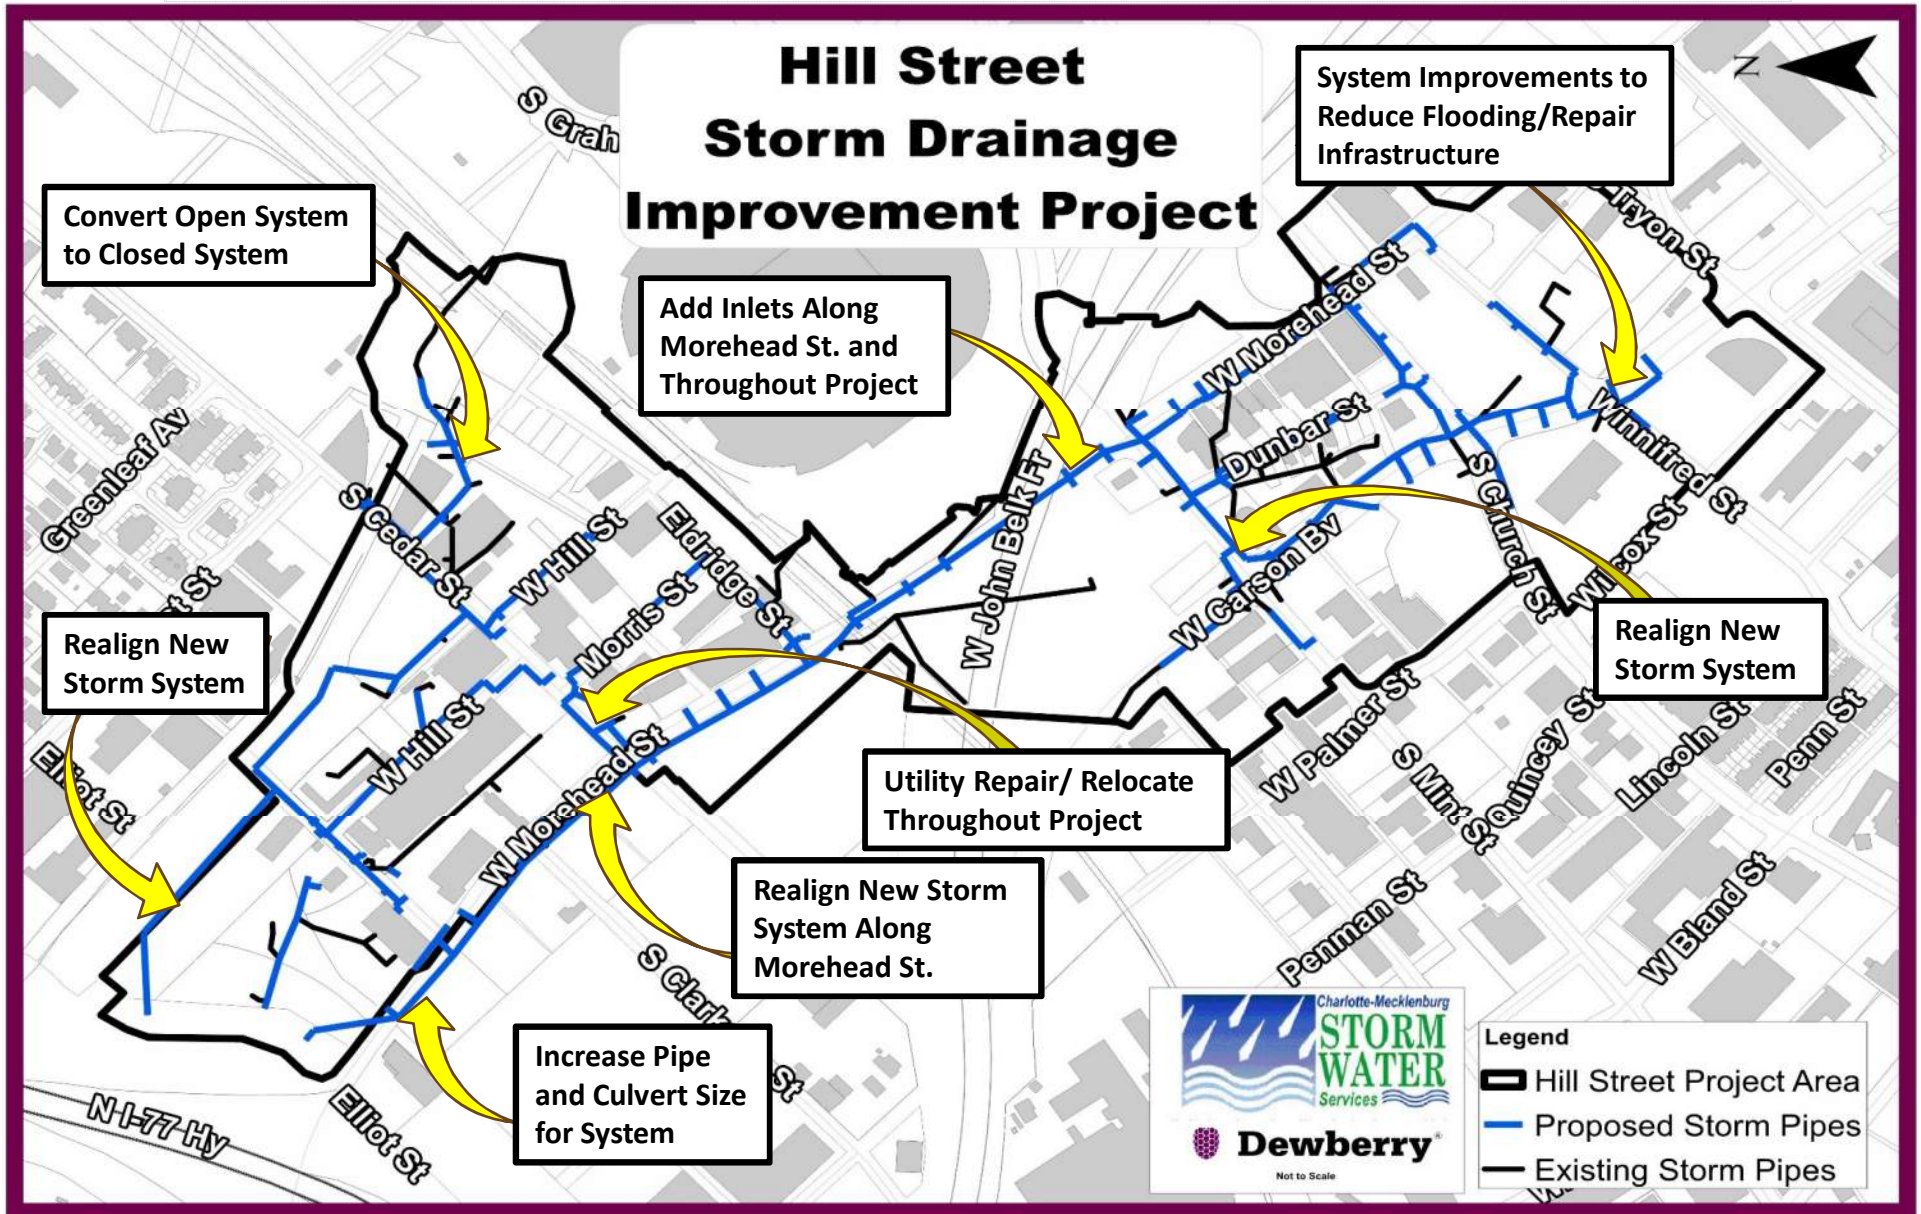 Hill Street
Storm Drainage
Improvement Project
System Improvements to
Reduce Flooding/Repair
Infrastructure
N
Convert Open System
to Closed System
Add Inlets Along
Morehead St. and
Throughout Project
Realign New
Storm System
Realign New
Storm System
Utility Repair/ Relocate
Throughout Project
Realign New Storm
System Along
Morehead St.
Increase Pipe
and Culvert Size
for System
S Grah
Tryon St
W Morehead St
Dunbar St
Winnifred St
Greenleaf Av
S Cedar St
W Hill St
Eldridge St
Morris St
W John Belk Fr
S Church St
Wilcox St
W Carson Bv
St
Elliot St
W Hill St
W Morehead St
W Palmer St
S Mint St
Quincey St
Lincoln St
Penn St
Penman St
W Bland St
S Clark St
Elliot St
N I-77 Hy
Charlotte-Mecklenburg
STORM
WATER
Services
Dewberry®
Not to Scale
Legend
Hill Street Project Area
Proposed Storm Pipes
Existing Storm Pipes